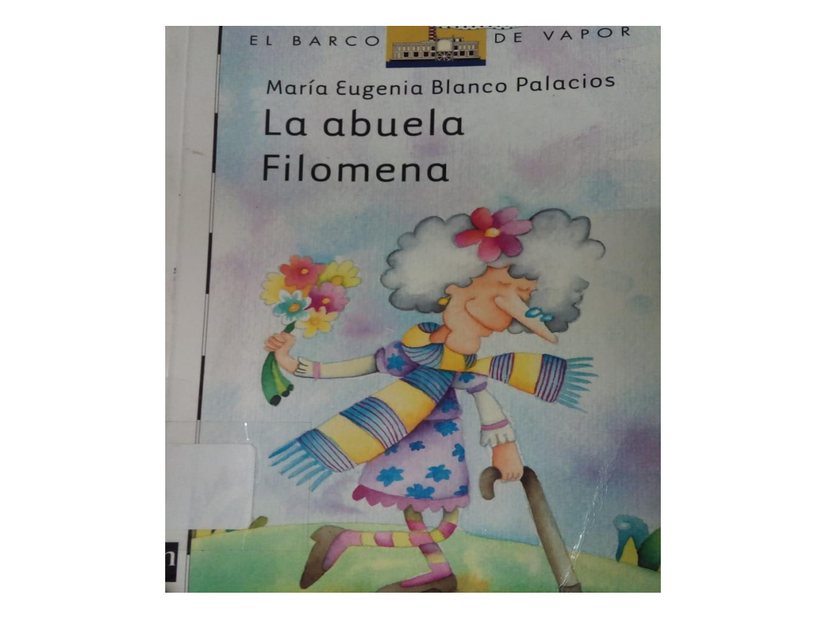 EL BARCO DE VAPOR
María Eugenia Blanco Palacios
La abuela
Filomena